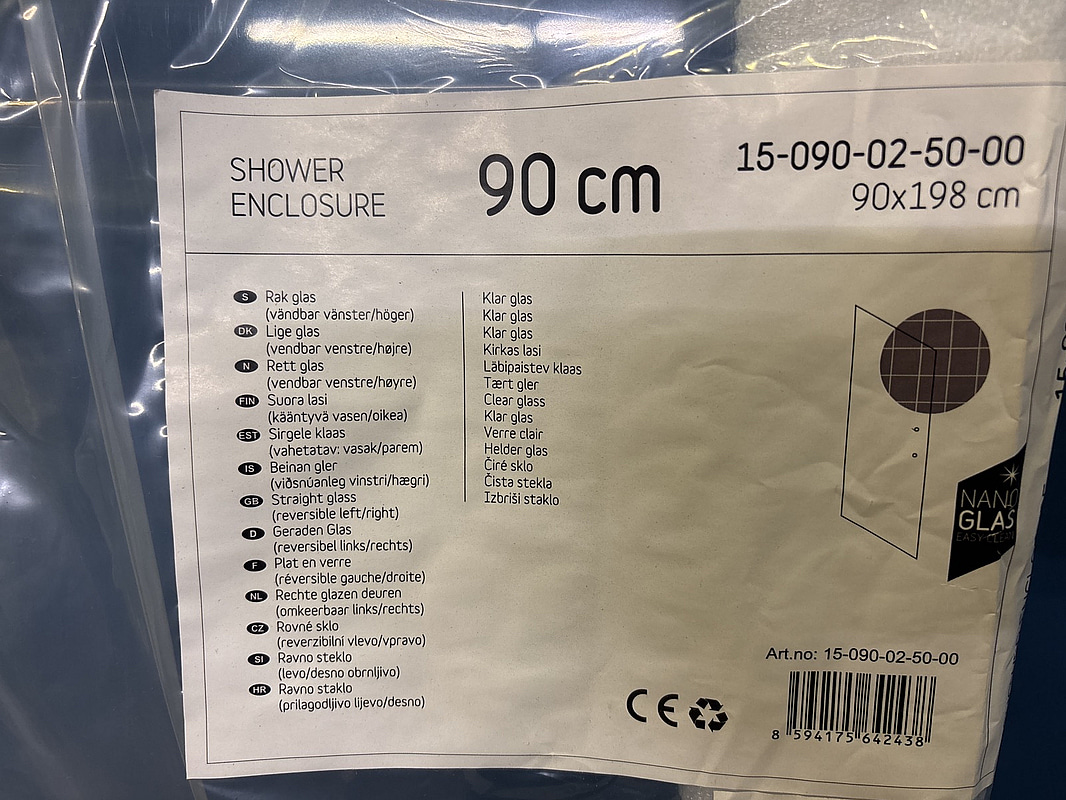 SHOWER
ENCLOSURE
90 cm
15-090-02-50-00
90x198 cm
S Rak glas
(vändbar vänster/höger)
DK Lige glas
(vendbar venstre/højre)
N Rett glas
(vendbar venstre/høyre)
FIN Suora lasi
(kääntyvä vasen/oikea)
EST Sirgele klaas
(vahetatav: vasak/parem)
IS Beinan gler
(viðsnúanleg vinstri/hægri)
GB Straight glass
(reversible left/right)
D Geraden Glas
(reversibel links/rechts)
F Plat en verre
(réversible gauche/droite)
NL Rechte glazen deuren
(omkeerbaar links/rechts)
CZ Rovné sklo
(reverzibilní vlevo/vpravo)
SI Ravno steklo
(levo/desno obrnljivo)
HR Ravno staklo
(prilagodljivo lijevo/desno)
Klar glas
Klar glas
Klar glas
Kirkas lasi
Läbipaistev klaas
Tært gler
Clear glass
Klar glas
Verre clair
Helder glas
Čiré sklo
Čista stekla
Izbriši staklo
NANO
GLAS
EASY-CLEAN
Art.no: 15-090-02-50-00
CE
8 594175 642438